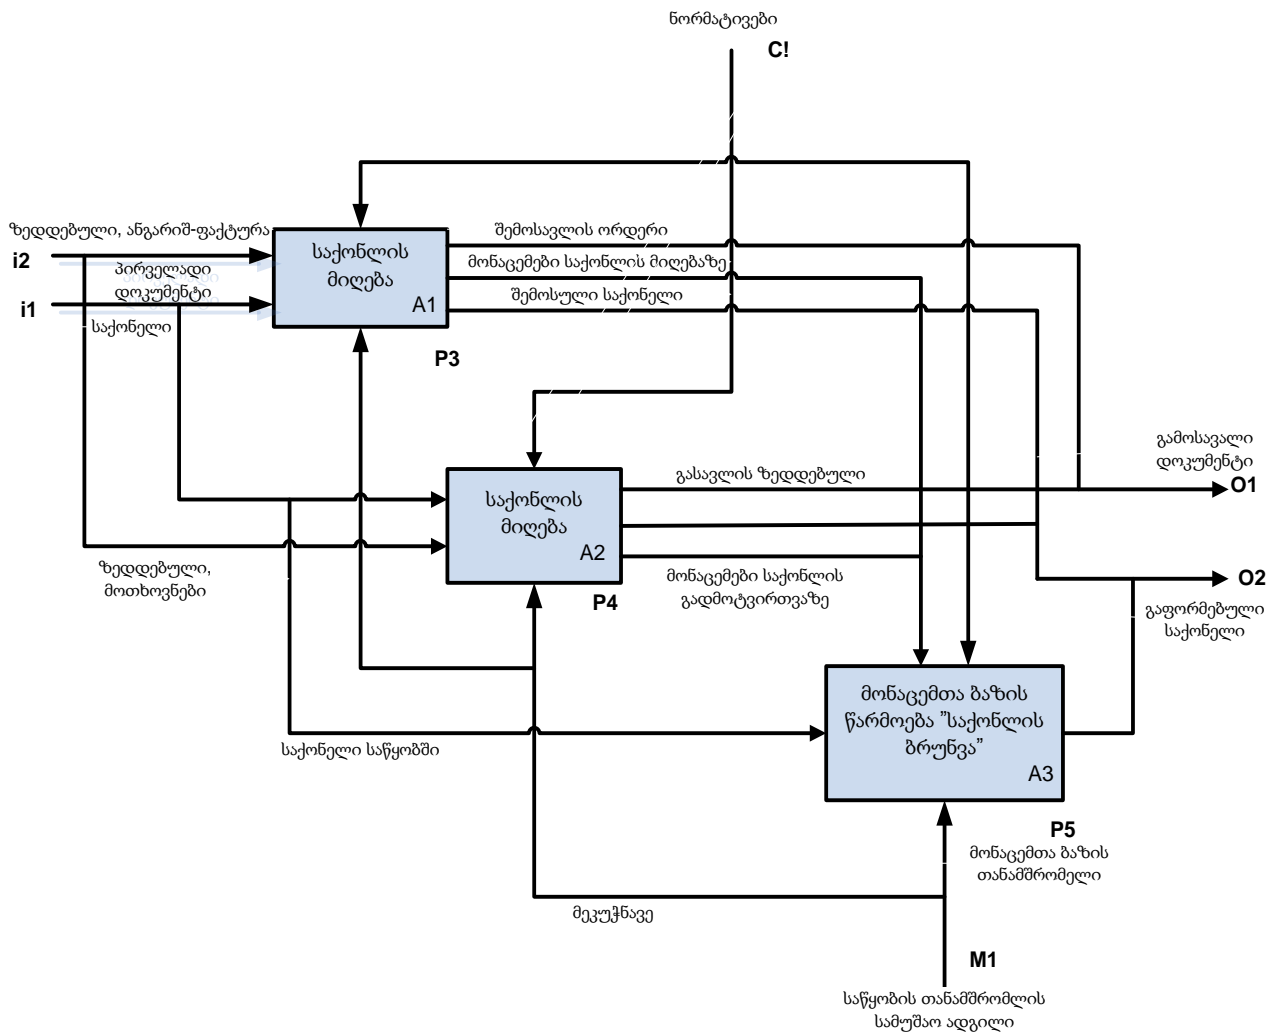 ნორმატივები
C!
ზედდებული, ანგარიშ-ფაქტურა
i2
პირველადი
დოკუმენტი
i1
საქონელი
საქონლის
მიღება
A1
P3
შემოსავლის ორდერი
მონაცემები საქონლის მიღებაზე
შემოსული საქონელი
საქონლის
მიღება
A2
P4
გასავლის ზედდებული
მონაცემები საქონლის
გადმოტვირთვაზე
ზედდებული,
მოთხოვნები
გამოსავალი
დოკუმენტი
O1
O2
გაფორმებული
საქონელი
მონაცემთა ბაზის
წარმოება ”საქონლის
ბრუნვა”
A3
P5
საქონელი საწყობში
მონაცემთა ბაზის
თანამშრომელი
მეკუჭნავე
M1
საწყობის თანამშრომლის
სამუშაო ადგილი